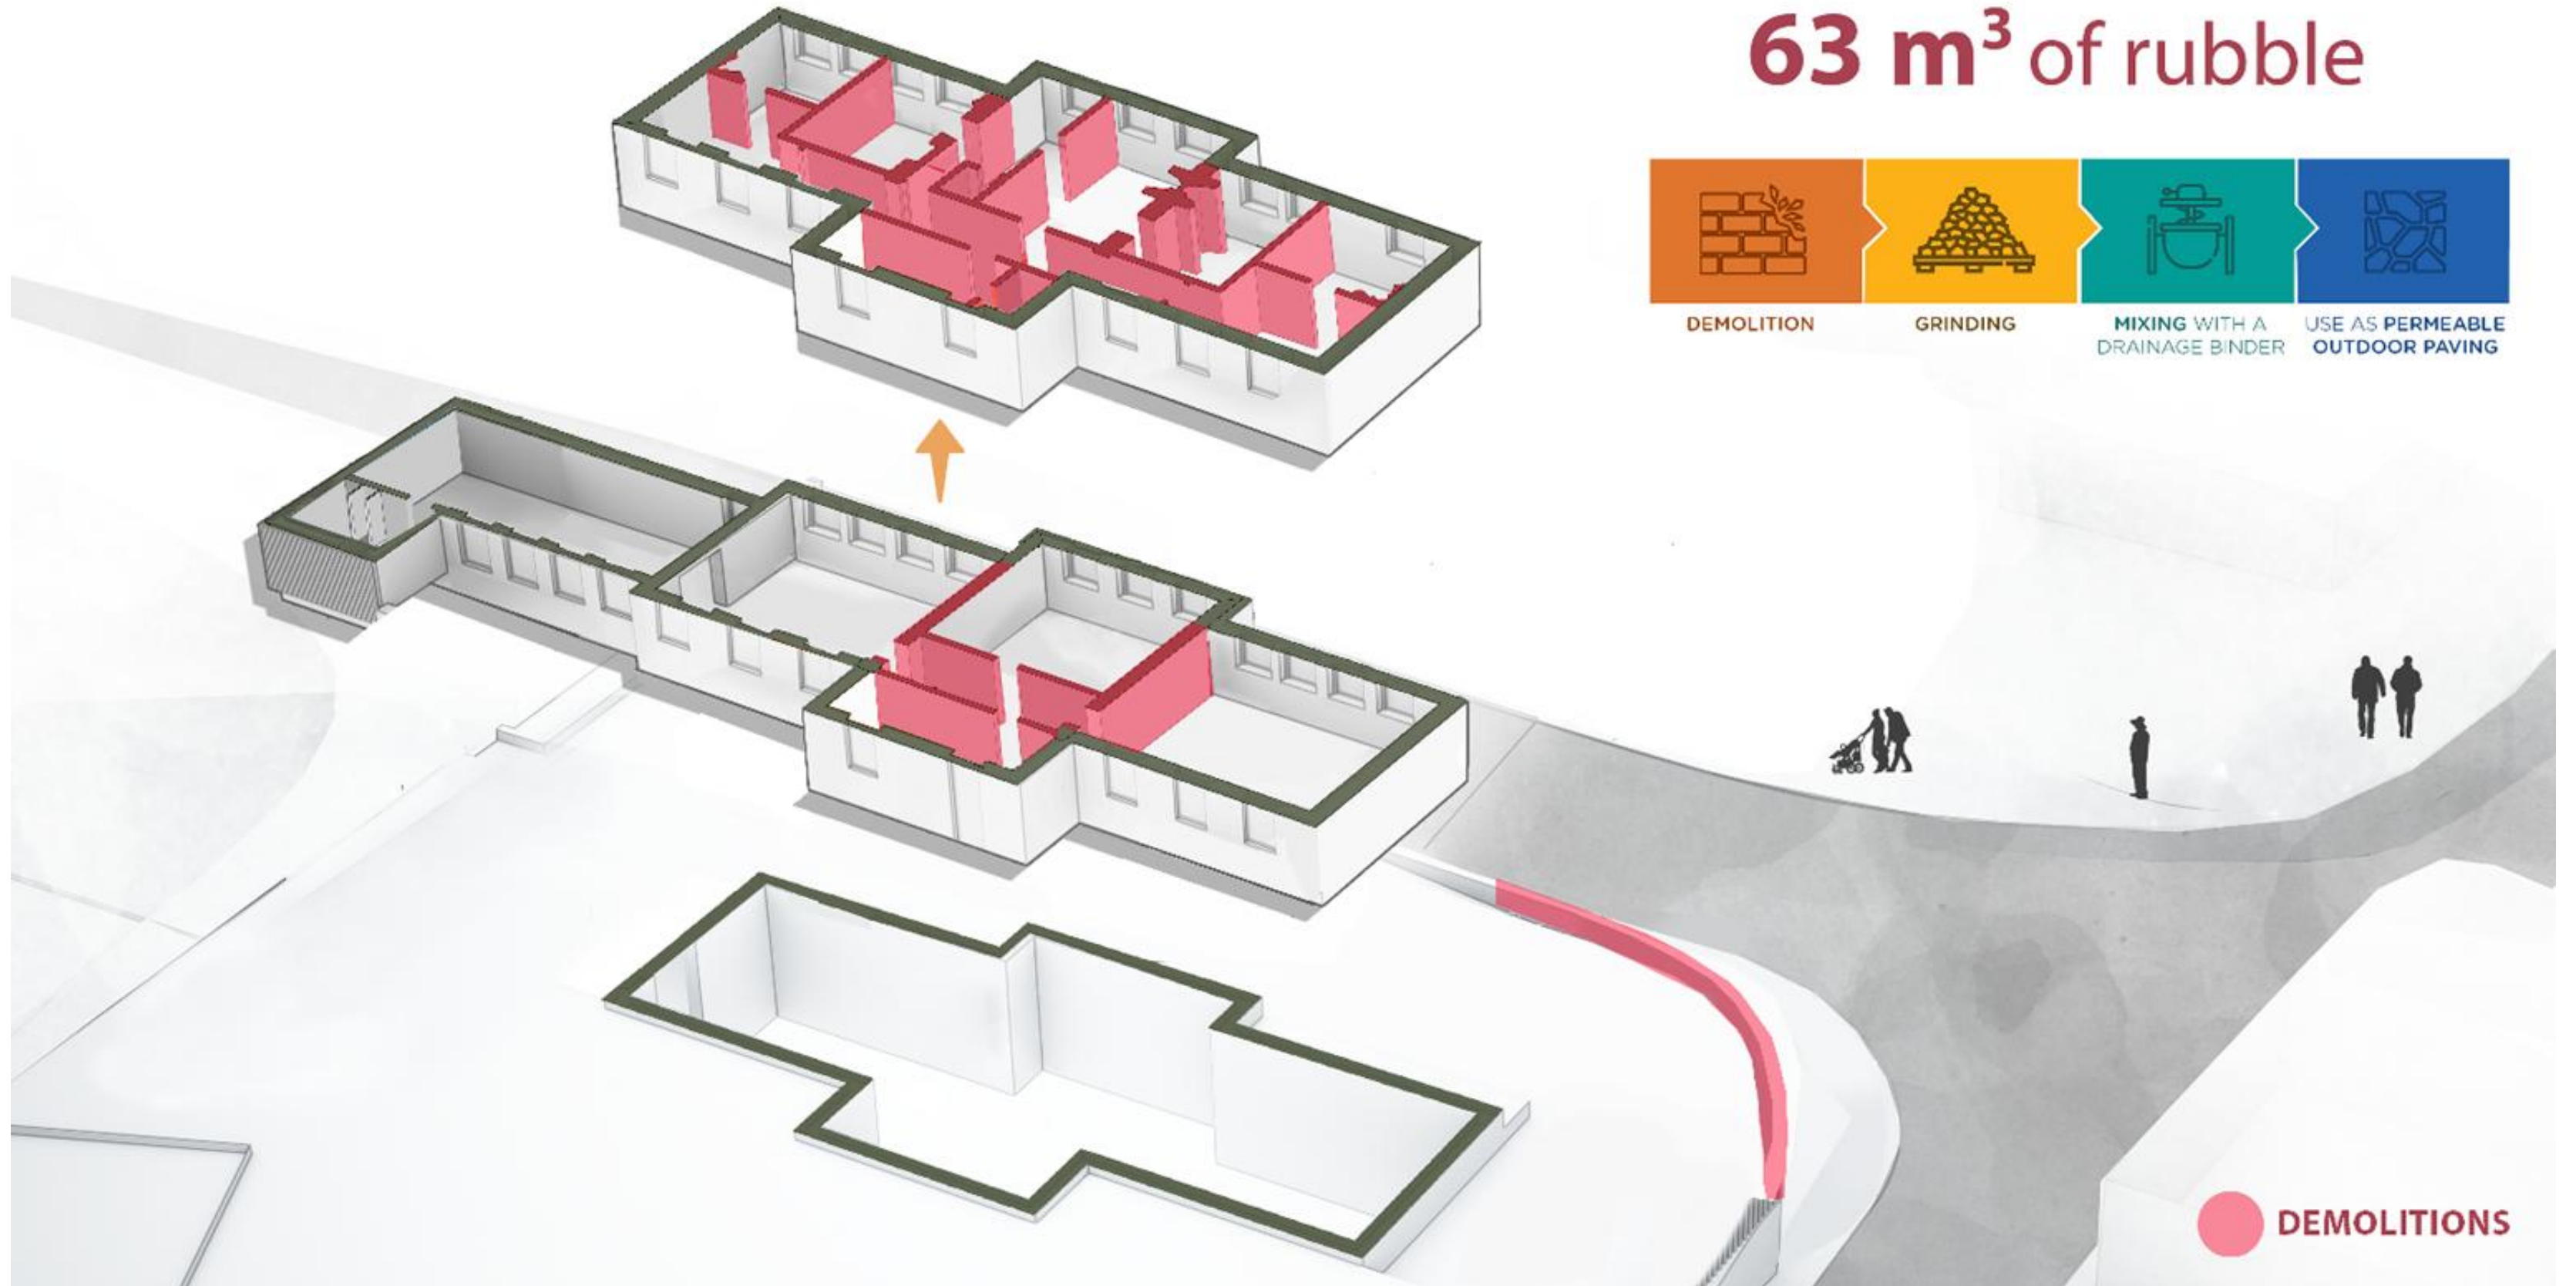 63 m³ of rubble
DEMOLITION
GRINDING
MIXING WITH A
DRAINAGE BINDER
USE AS PERMEABLE
OUTDOOR PAVING
DEMOLITIONS